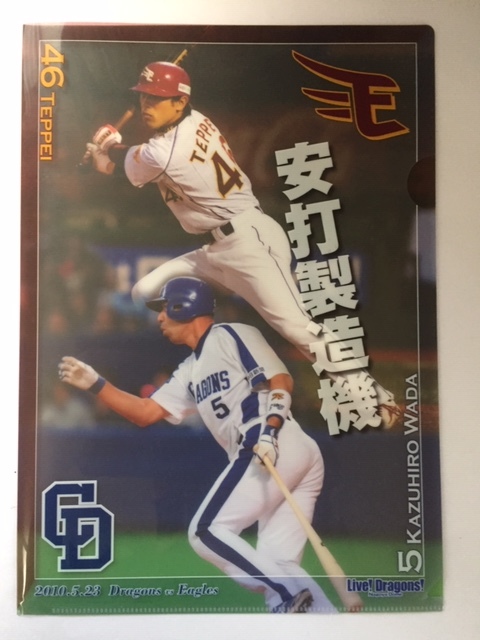 46 TEPPEI
E
TEPPEI
46
安打製造機
DRAGONS
5
5 KAZUHIRO WADA
CD
2010.5.23 Dragons vs Eagles
Live! Dragons!